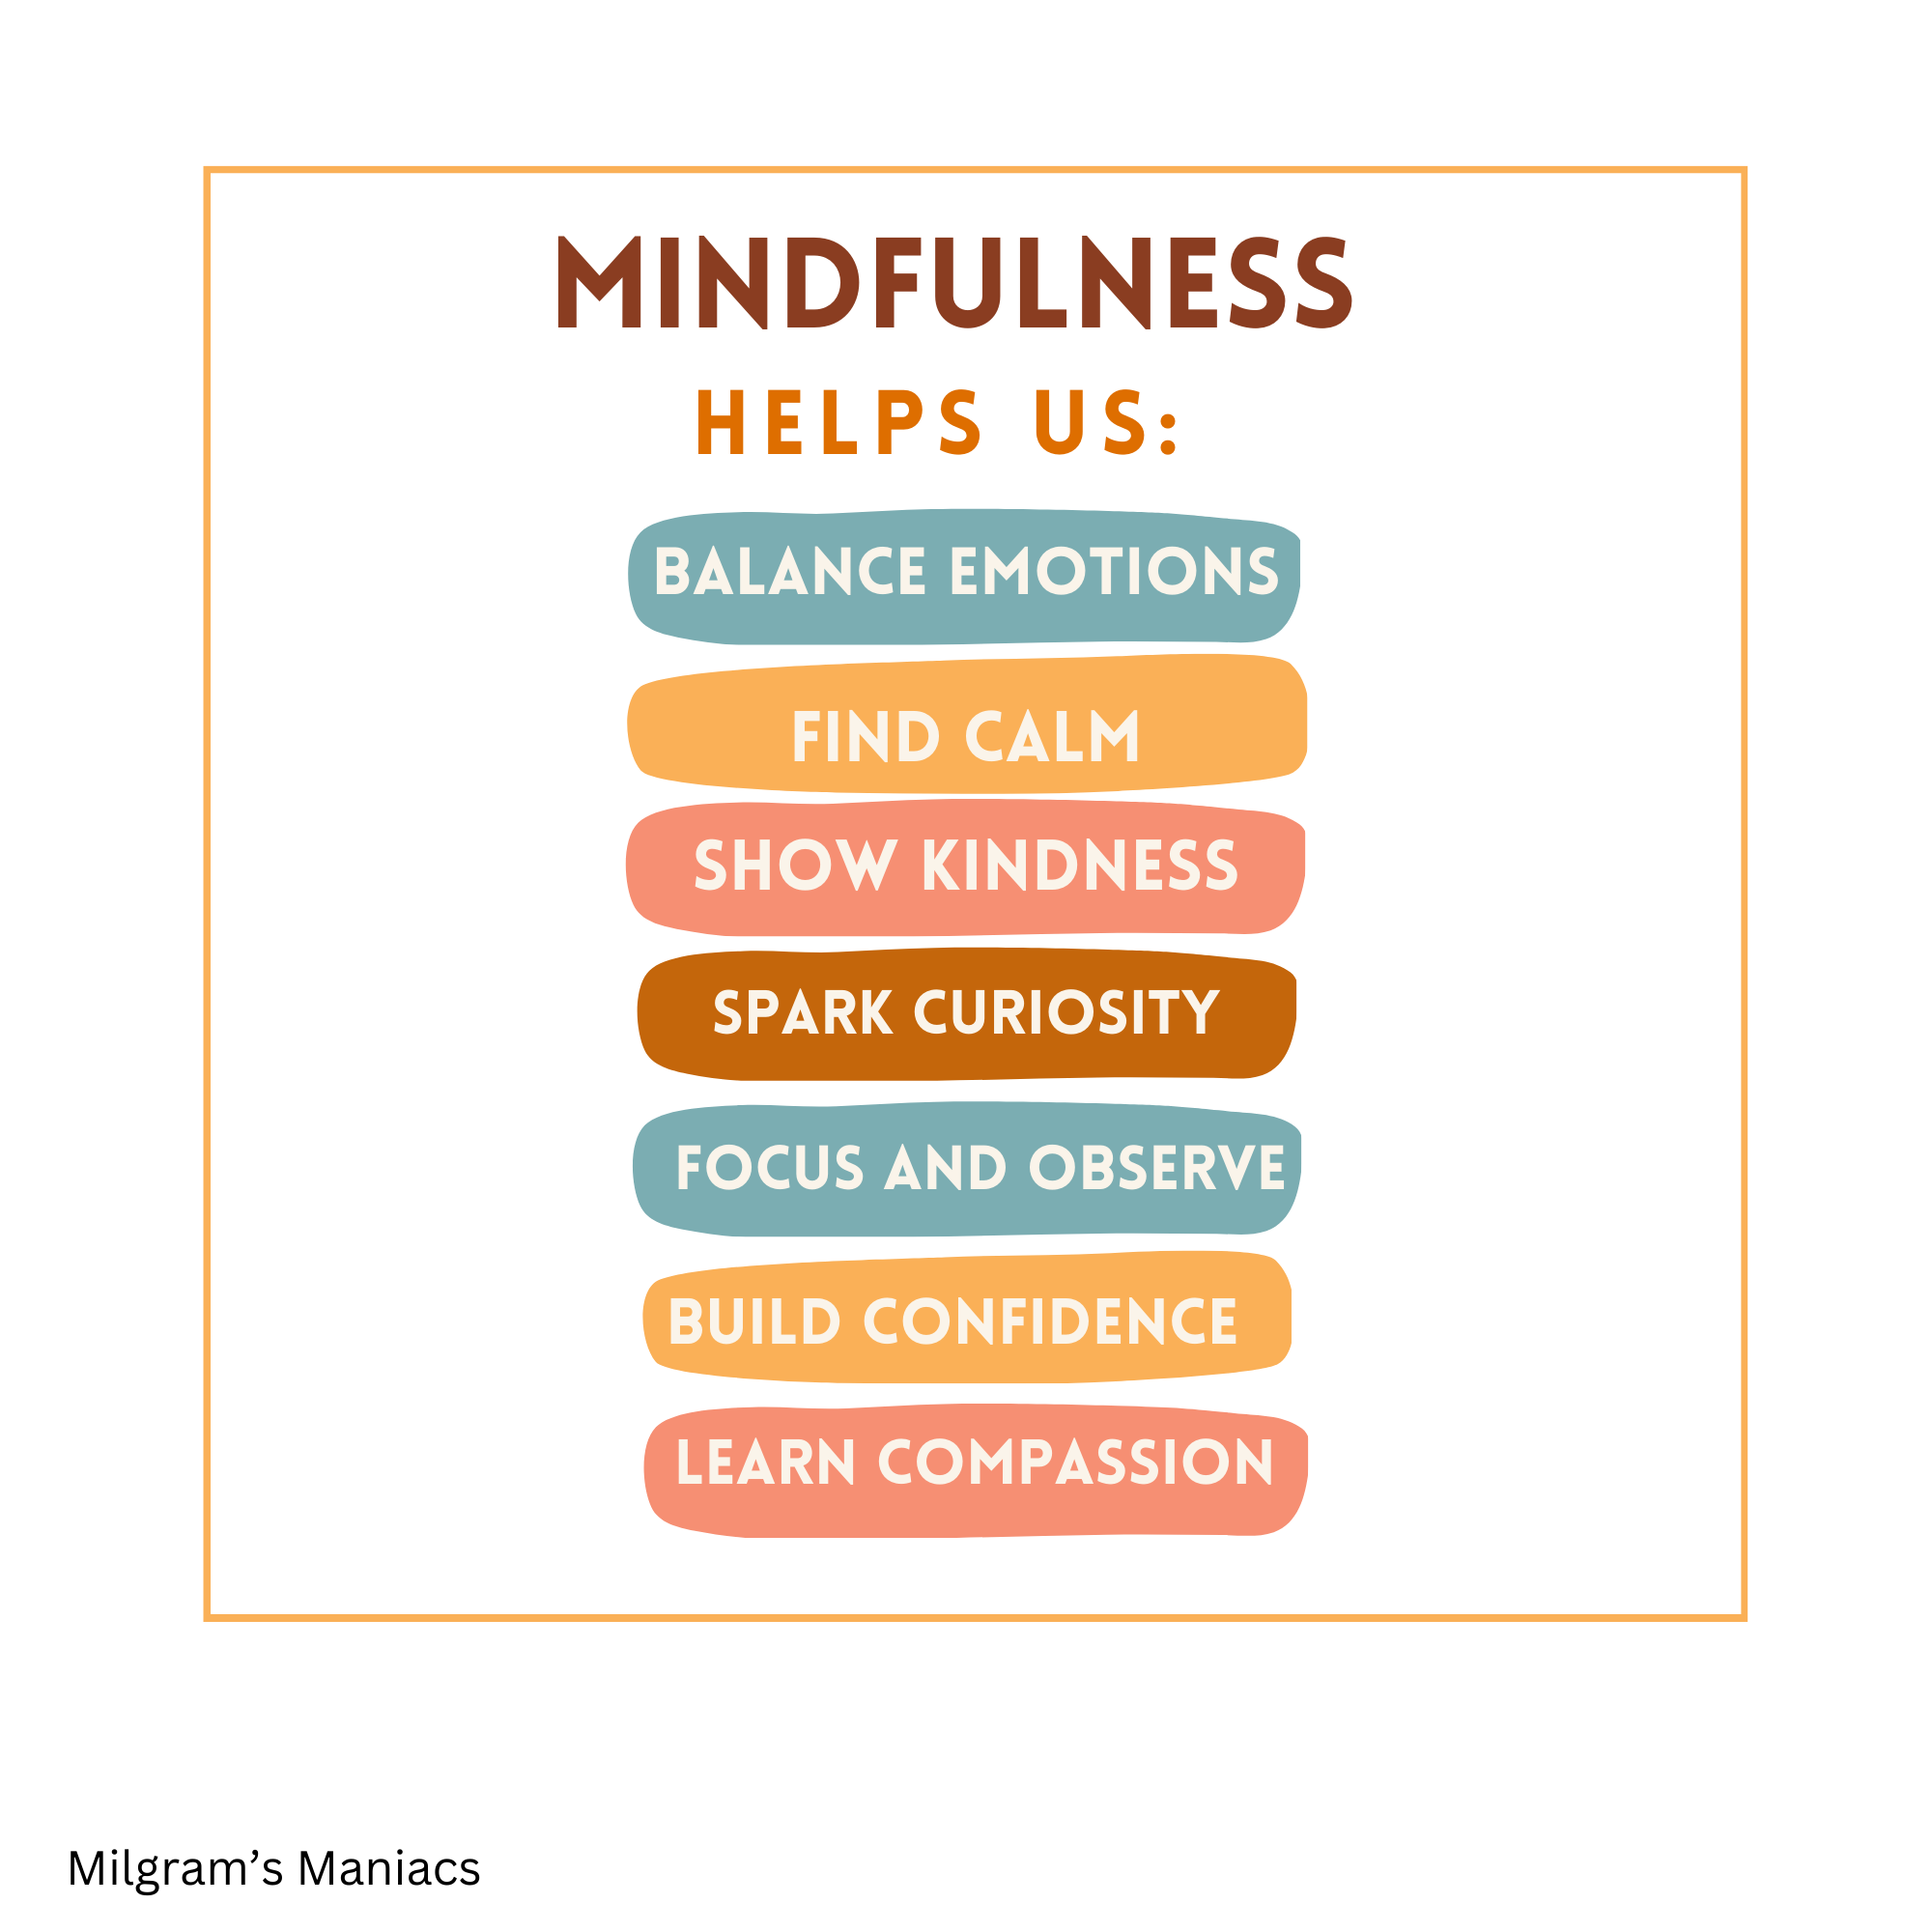 MINDFULNESS
HELPS US:
BALANCE EMOTIONS
FIND CALM
SHOW KINDNESS
SPARK CURIOSITY
FOCUS AND OBSERVE
BUILD CONFIDENCE
LEARN COMPASSION
Milgram's Maniacs